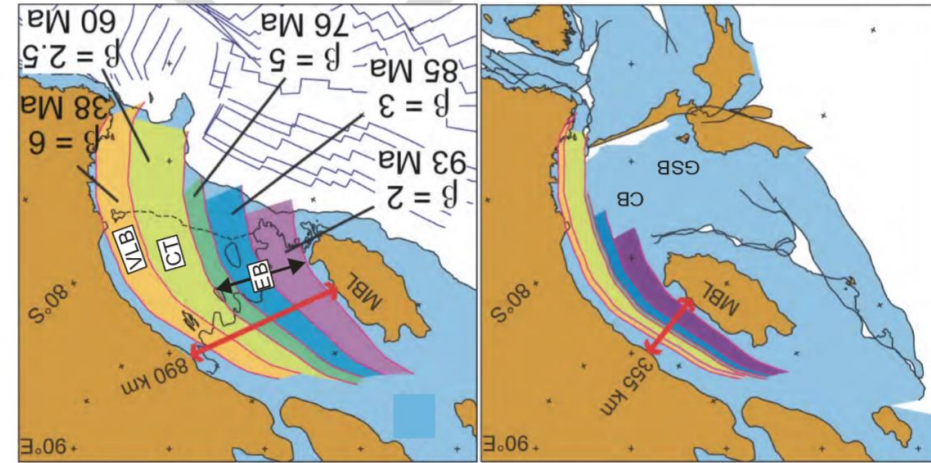 90°E
355 km
80°S
MBL
CB
GSB
90°E
890 km
80°S
MBL
EB
CT
VLB
β = 2
93 Ma
β = 3
85 Ma
β = 5
76 Ma
β = 2.5
60 Ma
β = 6
38 Ma